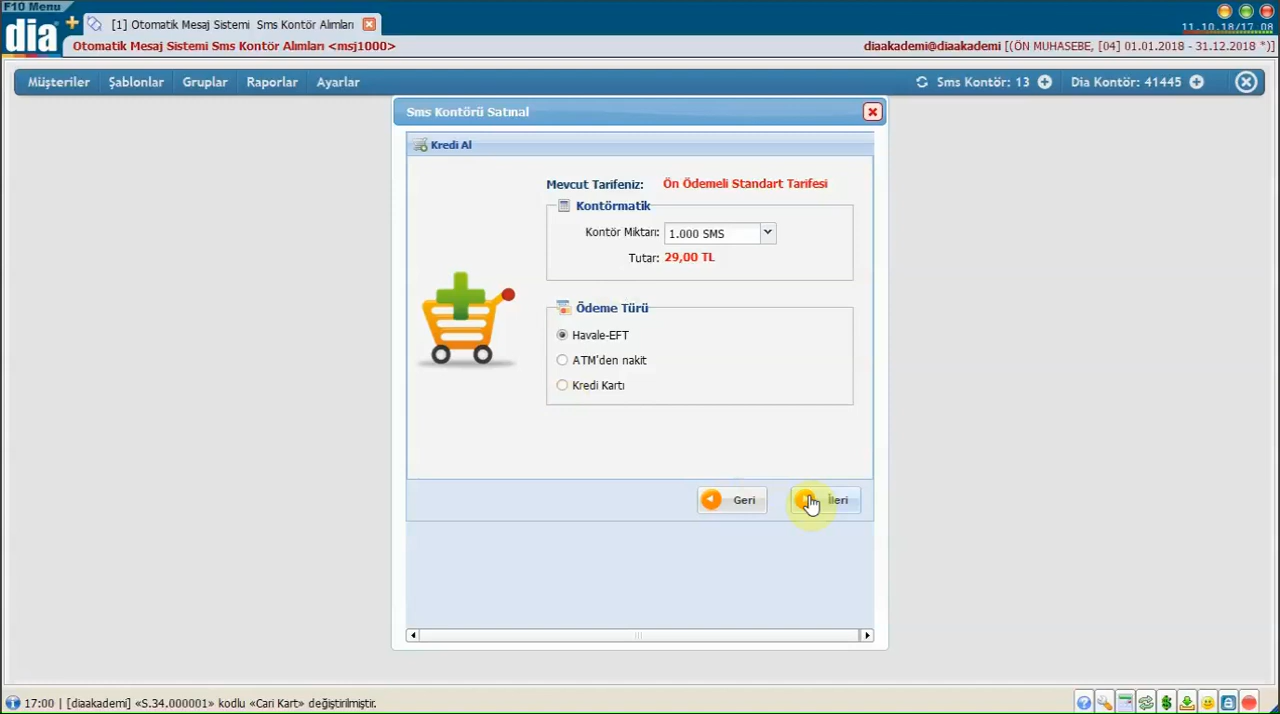 F10 Menu
dia
[1] Otomatik Mesaj Sistemi Sms Kontör Alımları
11.10.18/17 08
Otomatik Mesaj Sistemi Sms Kontör Alımları <msj1000>
diaakademi@diaakademi [(ÖN MUHASEBE, [04] 01.01.2018 - 31.12.2018 *)]
Müşteriler Şablonlar Gruplar Raporlar Ayarlar Sms Kontör: 13 Dia Kontör: 41445
Sms Kontörü Satınal
Kredi Al
Mevcut Tarifeniz: Ön Ödemeli Standart Tarifesi
Kontörmatik
Kontör Miktarı: 1.000 SMS
Tutar: 29,00 TL
Ödeme Türü
Havale-EFT
ATM'den nakit
Kredi Kartı
Geri İleri
17:00 | [diaakademi] «S.34.000001» kodlu «Cari Kart» değiştirilmiştir.